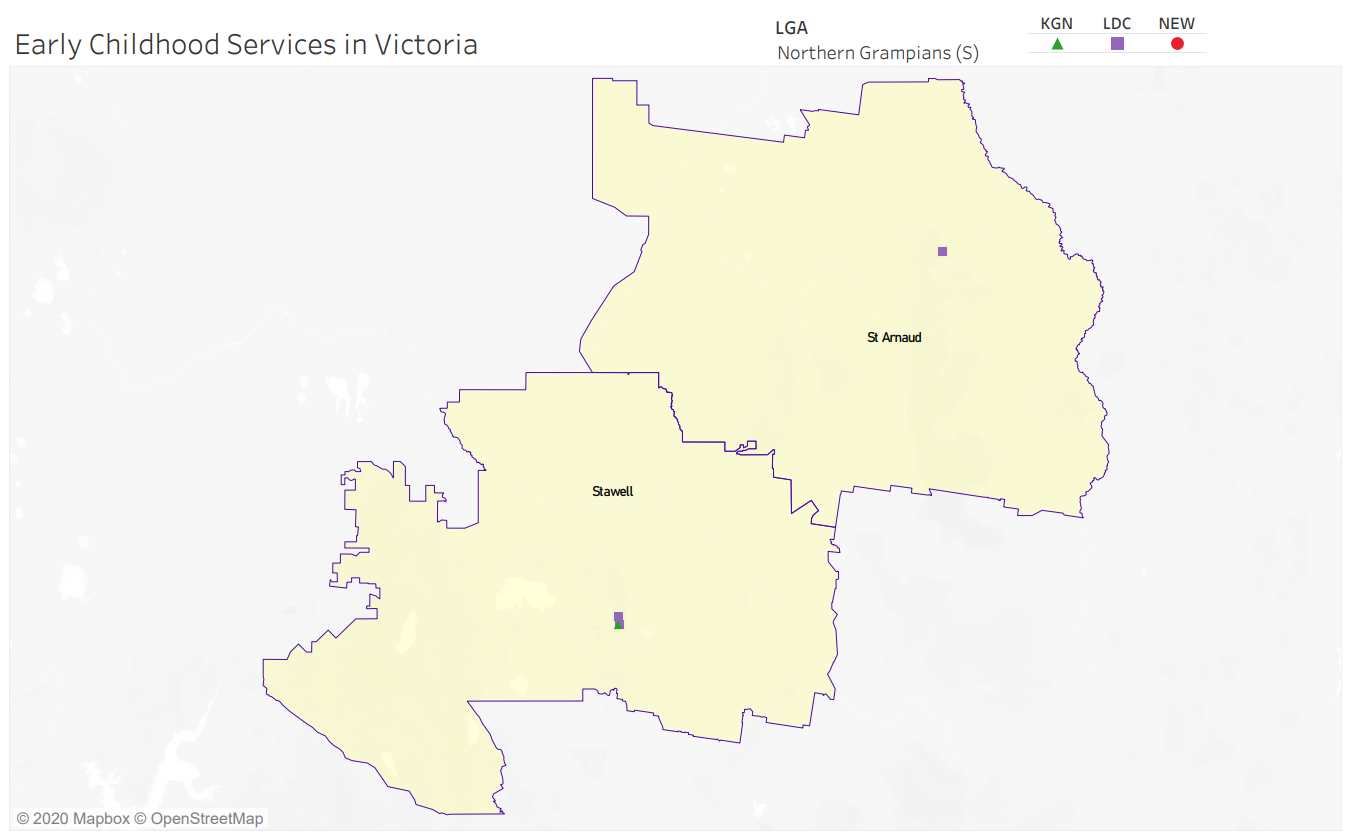 Early Childhood Services in Victoria
LGA
Northern Grampians (S)
KGN LDC NEW
St Arnaud
Stawell
© 2020 Mapbox © OpenStreetMap